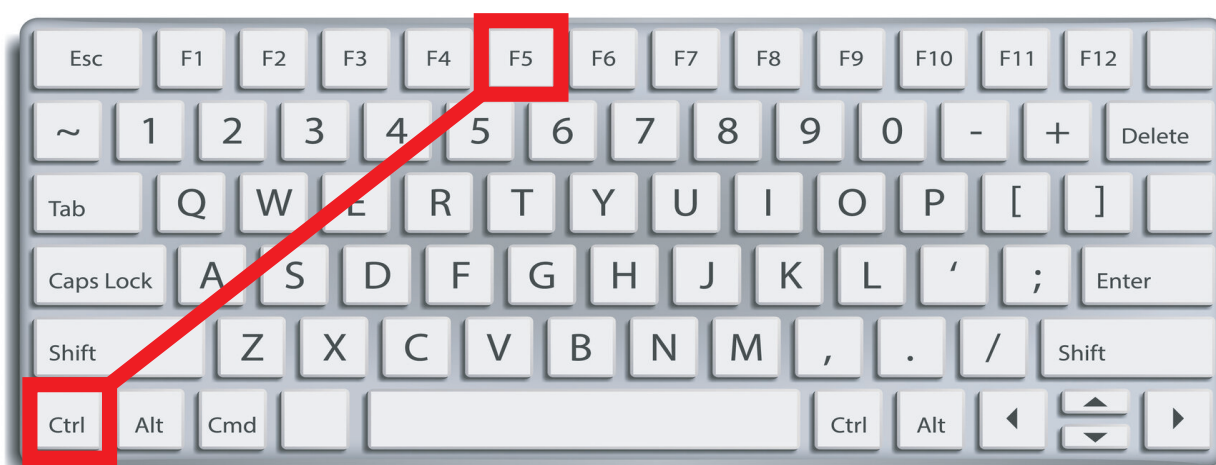 Esc F1 F2 F3 F4 F5 F6 F7 F8 F9 F10 F11 F12
~ 1 2 3 4 5 6 7 8 9 0 - + Delete
Tab Q W E R T Y U I O P [ ]
Caps Lock A S D F G H J K L ‘ ; Enter
Shift Z X C V B N M , . / Shift
Ctrl Alt Cmd Ctrl Alt